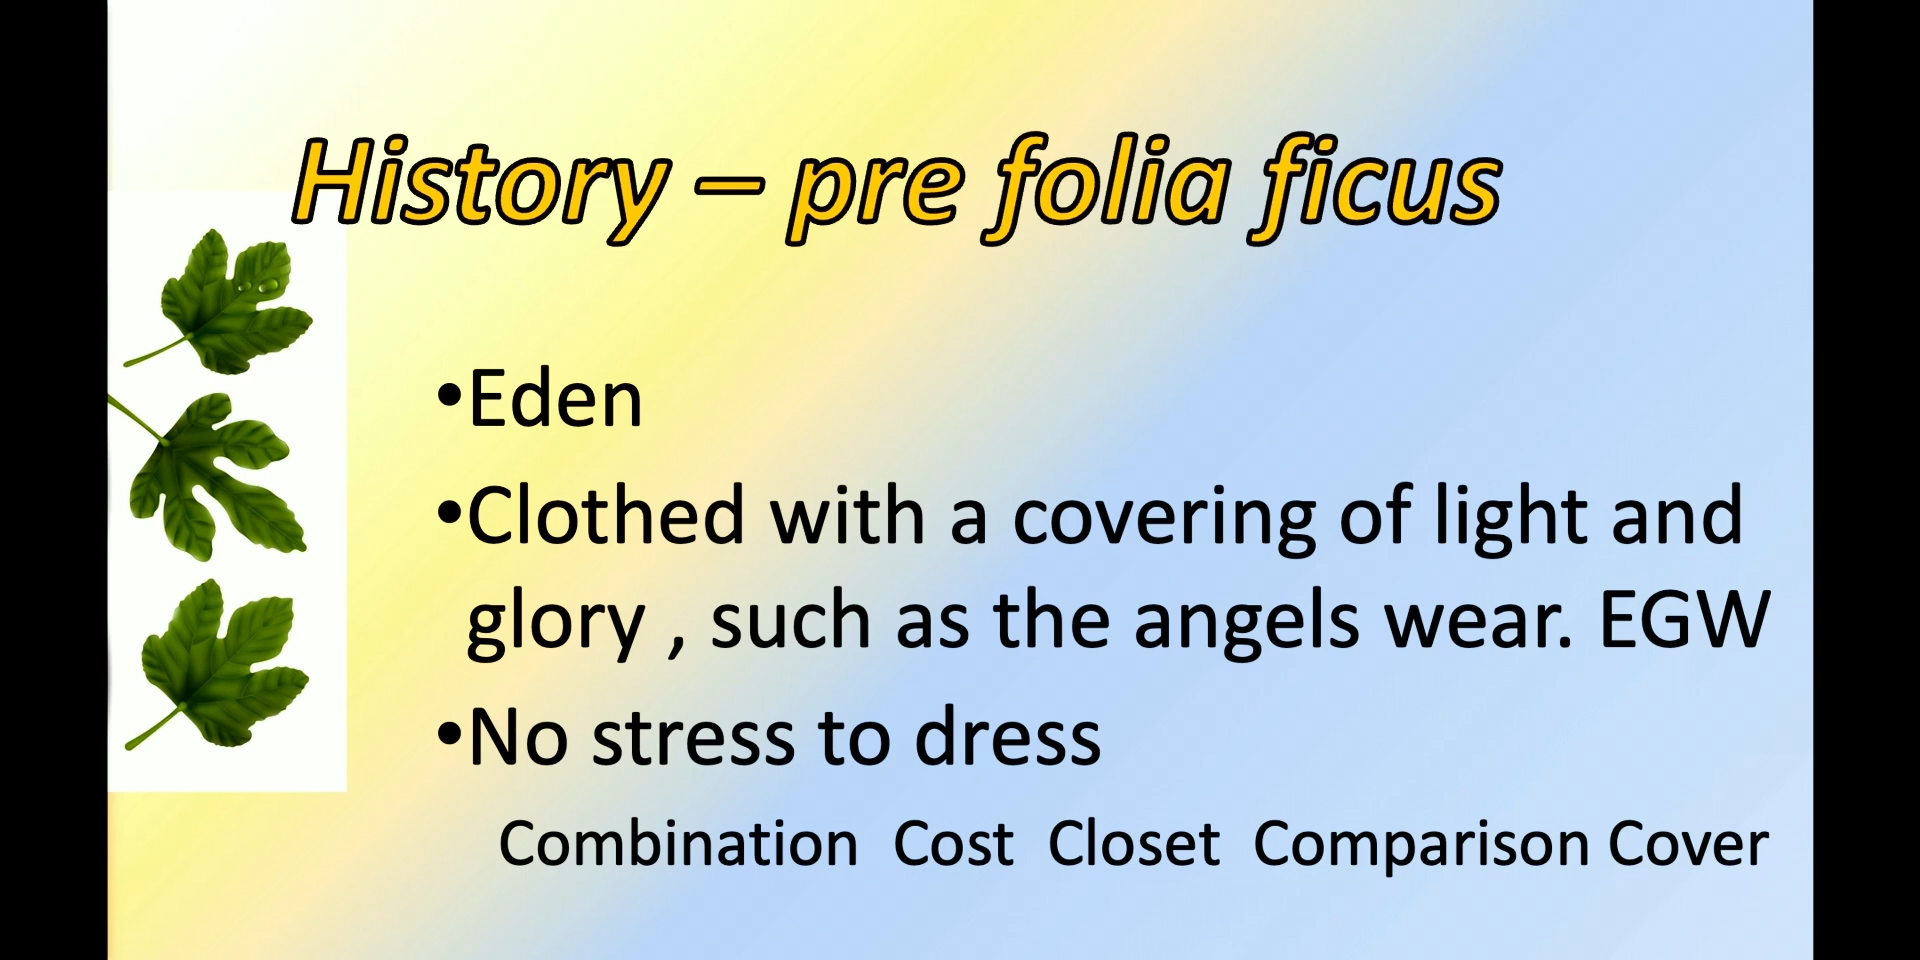 History – pre folia ficus
•Eden
•Clothed with a covering of light and
glory , such as the angels wear. EGW
•No stress to dress
Combination Cost Closet Comparison Cover